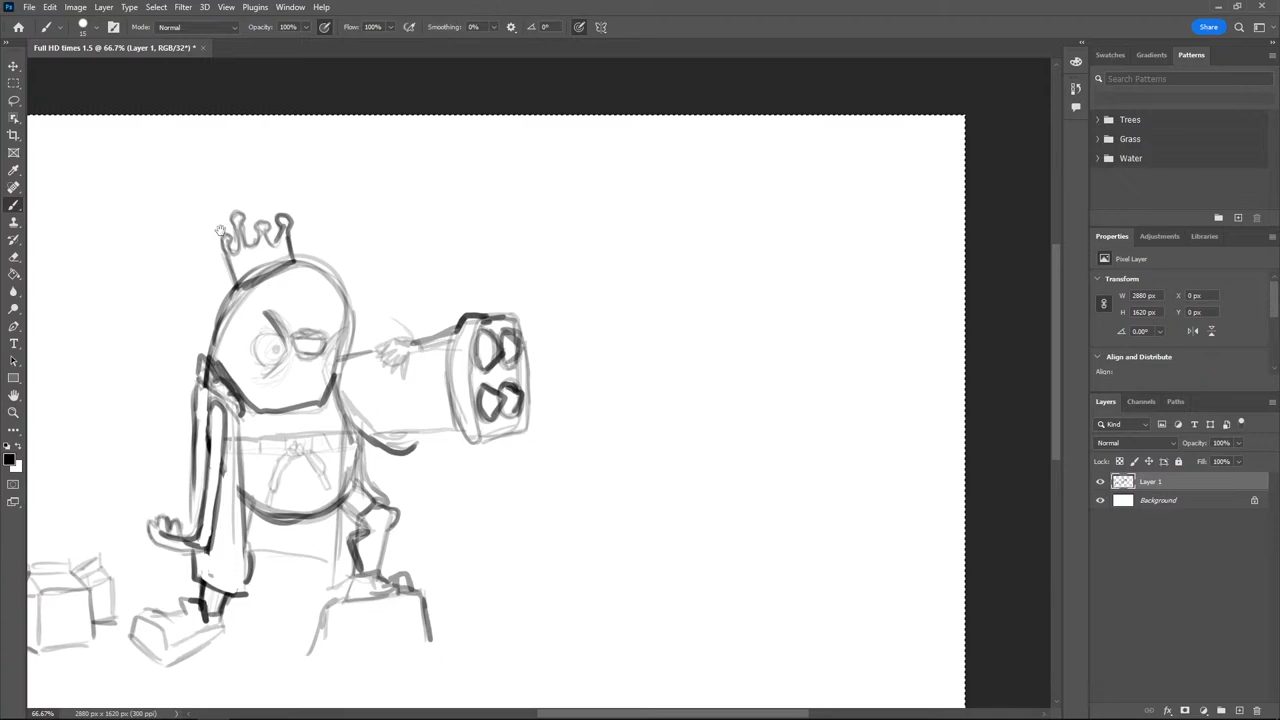 File Edit Image Layer Type Select Filter 3D View Plugins Window Help
15 Mode: Normal Opacity: 100% Flow: 100% Smoothing: 0% 0° Share
Full HD times 1.5 @ 66.7% (Layer 1, RGB/32*) * ×
Swatches Gradients Patterns
Search Patterns
Trees
Grass
Water
Properties Adjustments Libraries
Pixel Layer
Transform
W 2880 px X 0 px
H 1620 px Y 0 px
0.00°
Align and Distribute
Align:
Layers Channels Paths
Kind
Normal Opacity: 100%
Lock: Fill: 100%
Layer 1
Background
66.67% 2880 px x 1620 px (300 ppi)